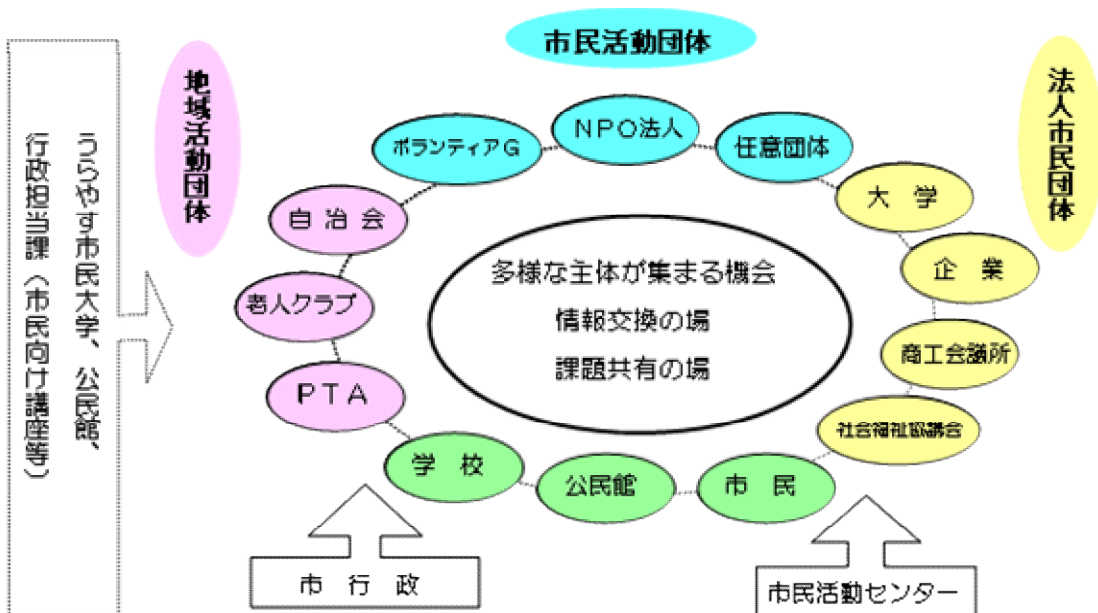 うらやす市民大学、公民館、
行政担当課（市民向け講座等）
地域活動団体
市民活動団体
法人市民団体
ボランティアG
NPO法人
任意団体
大学
企業
商工会議所
社会福祉協議会
市民
公民館
学校
PTA
老人クラブ
自治会
多様な主体が集まる機会
情報交換の場
課題共有の場
市行政
市民活動センター